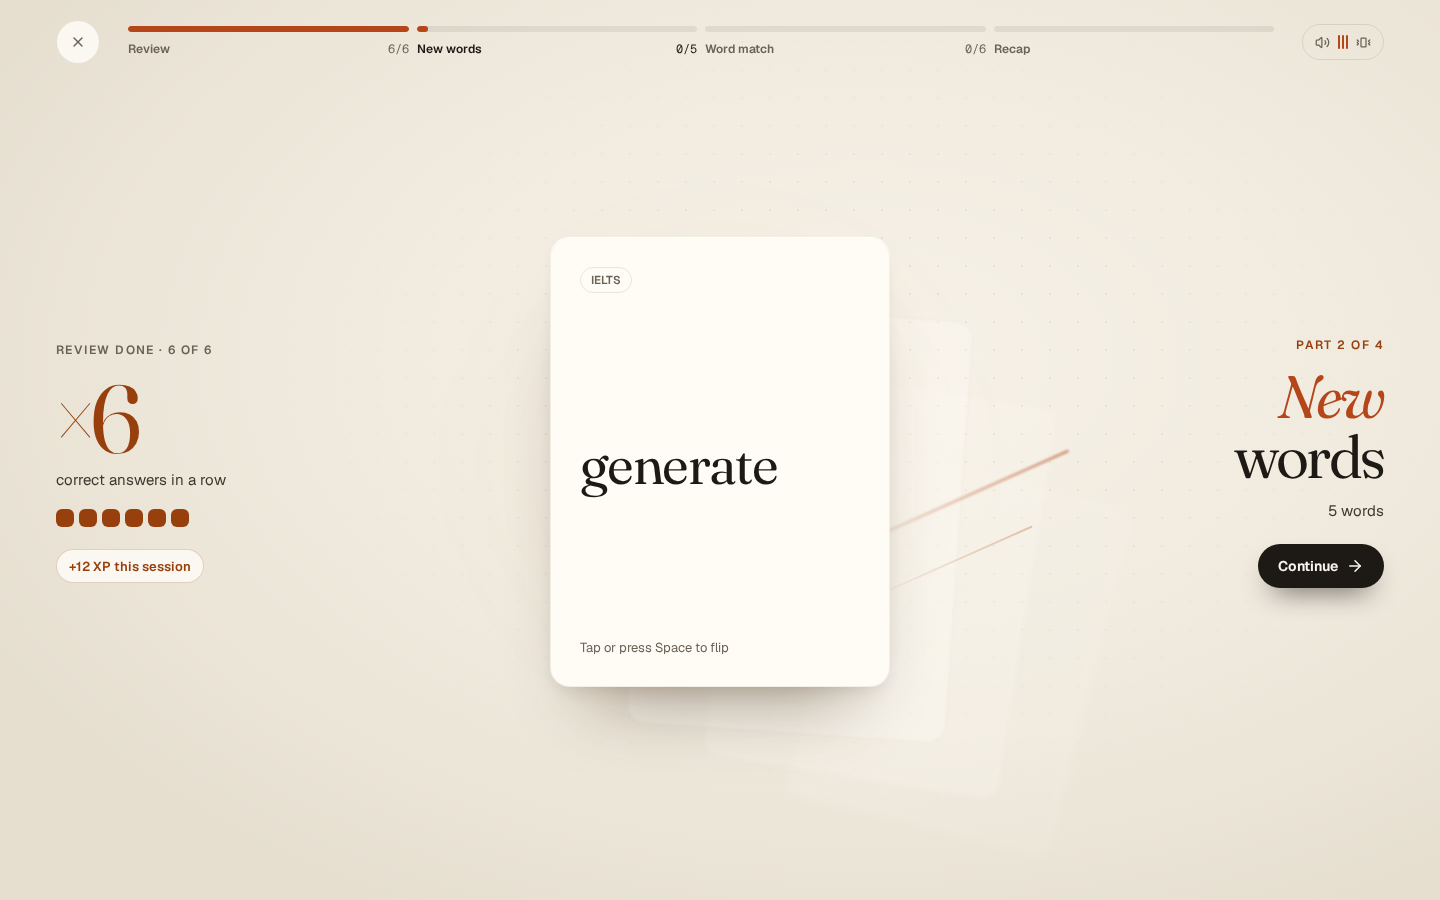 Review 6/6
New words 0/5
Word match 0/6
Recap
REVIEW DONE · 6 OF 6
×6
correct answers in a row
+12 XP this session
IELTS
generate
Tap or press Space to flip
PART 2 OF 4
New
words
5 words
Continue